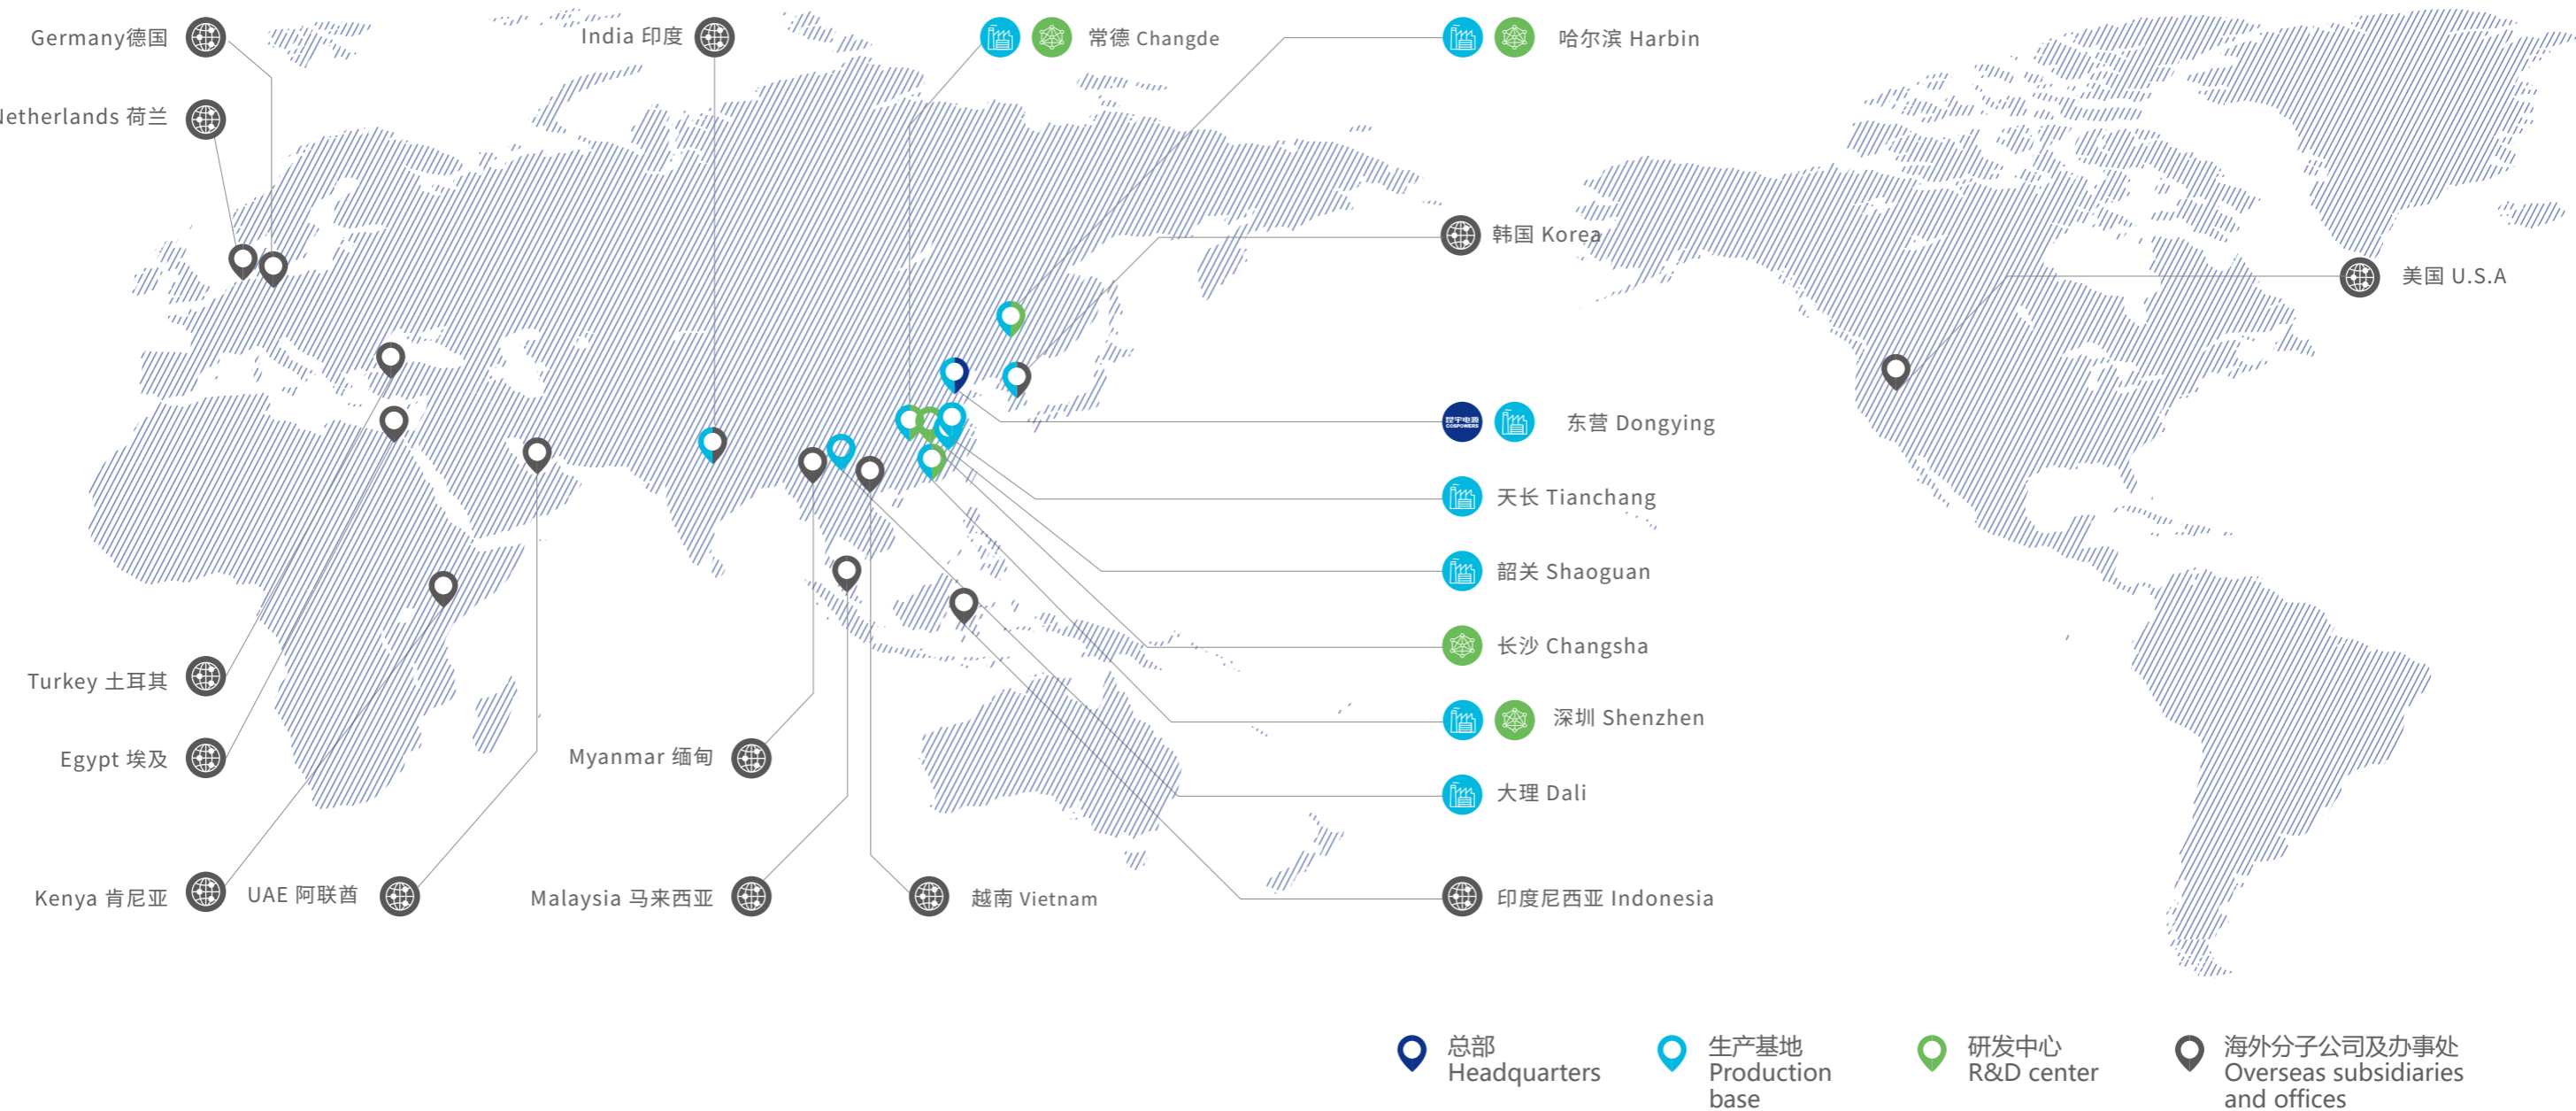 Germany德国
India 印度
常德 Changde
哈尔滨 Harbin
Netherlands 荷兰
韩国 Korea
美国 U.S.A
昆宇电源
COSPOWERS
东营 Dongying
天长 Tianchang
韶关 Shaoguan
长沙 Changsha
Turkey 土耳其
深圳 Shenzhen
Egypt 埃及
Myanmar 缅甸
大理 Dali
Kenya 肯尼亚
UAE 阿联酋
Malaysia 马来西亚
越南 Vietnam
印度尼西亚 Indonesia
总部
Headquarters
生产基地
Production
base
研发中心
R&D center
海外分子公司及办事处
Overseas subsidiaries
and offices